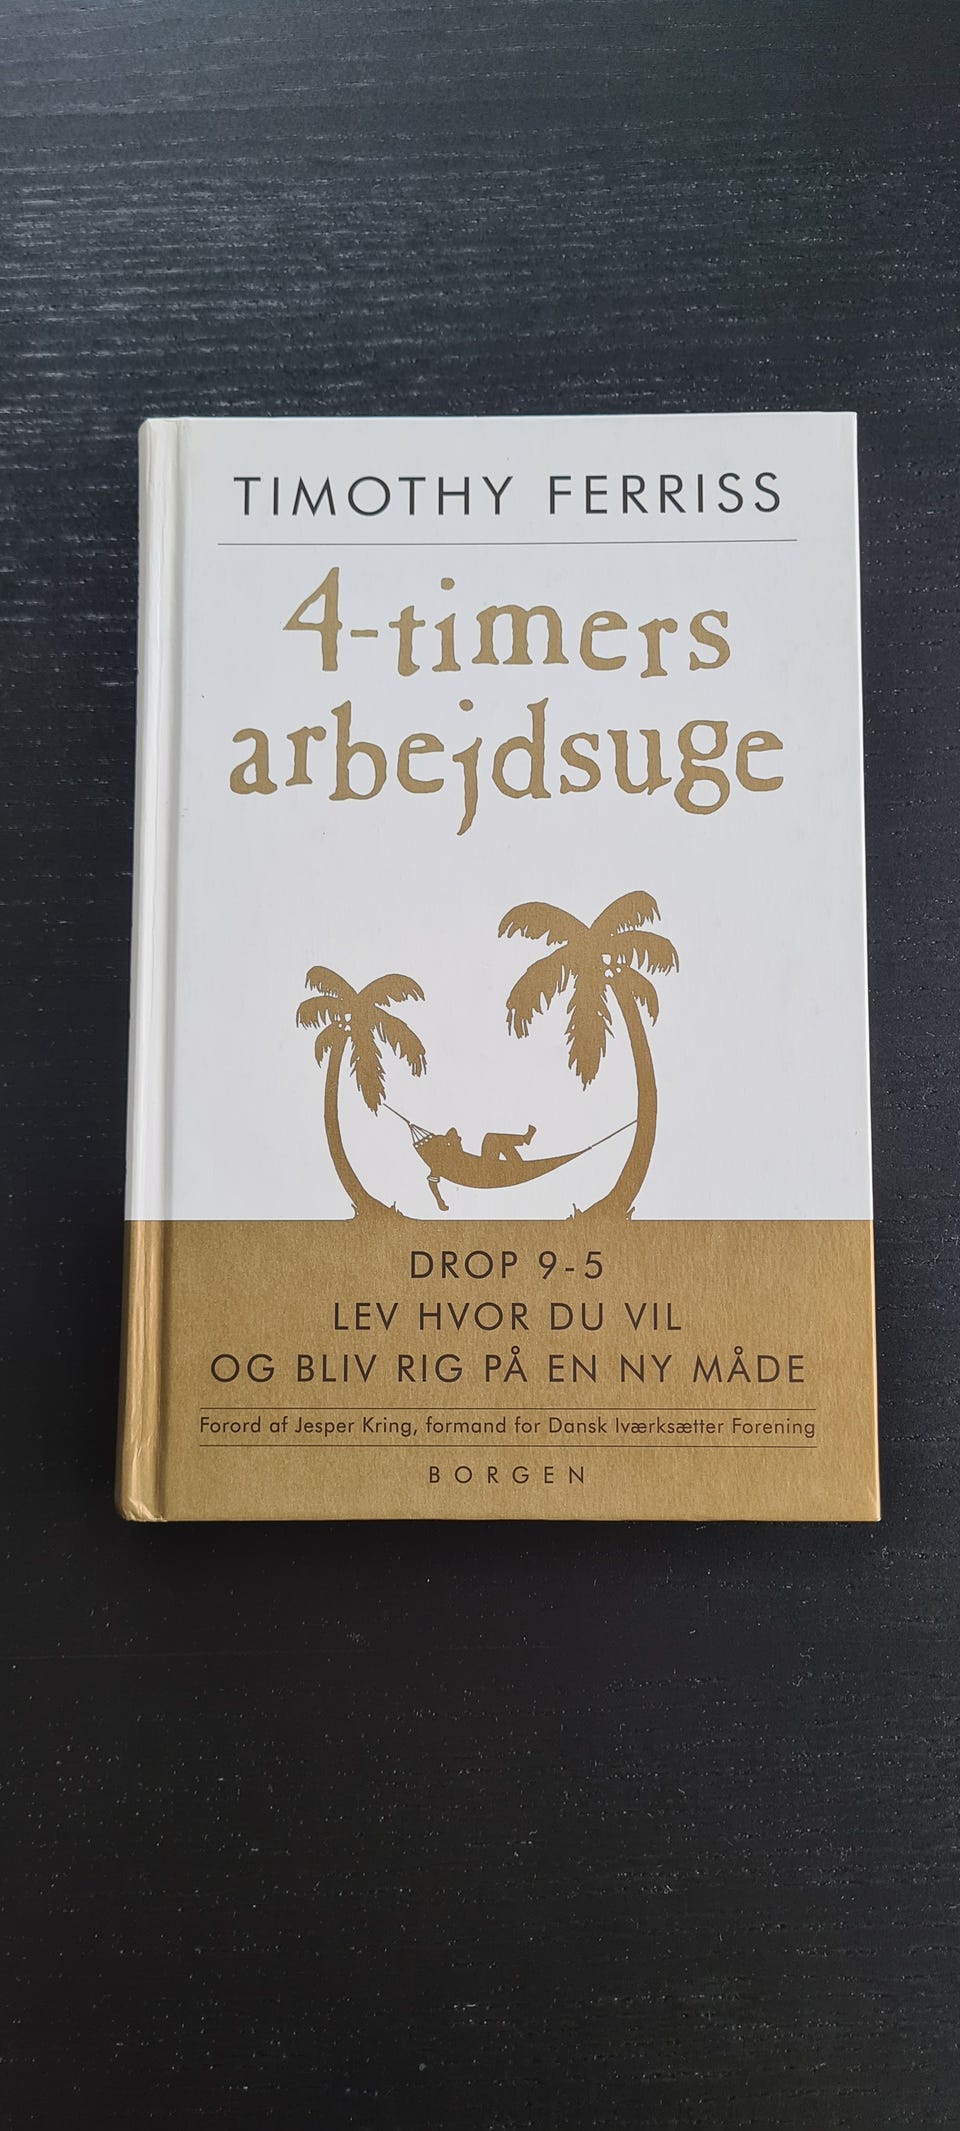 TIMOTHY FERRISS
4-timers
arbejdsuge
DROP 9-5
LEV HVOR DU VIL
OG BLIV RIG PÅ EN NY MÅDE
Forord af Jesper Kring, formand for Dansk Iværksætter Forening
BORGEN